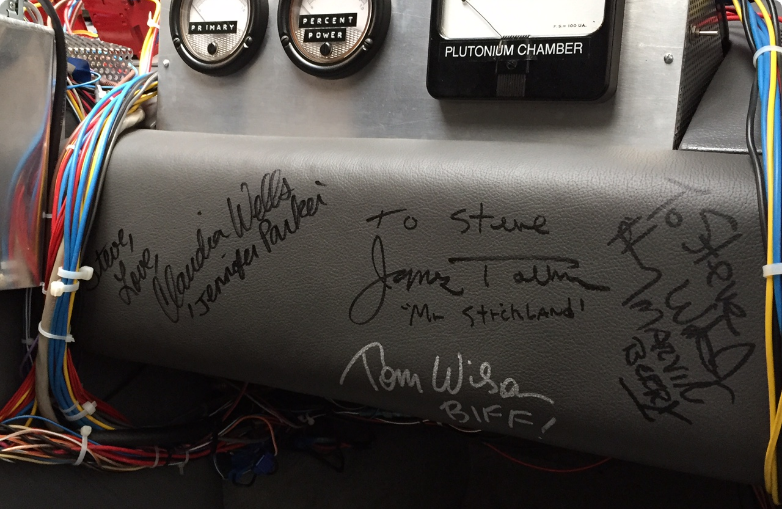 PRIMARY
PERCENT
POWER
PLUTONIUM CHAMBER
Steve,
Love,
Claudia Wells
"Jennifer Parker"
To Steve
James Tolkan
"Mr Strickland"
Tom Wilson
BIFF!
To
STEVE
MARVIN
BERRY